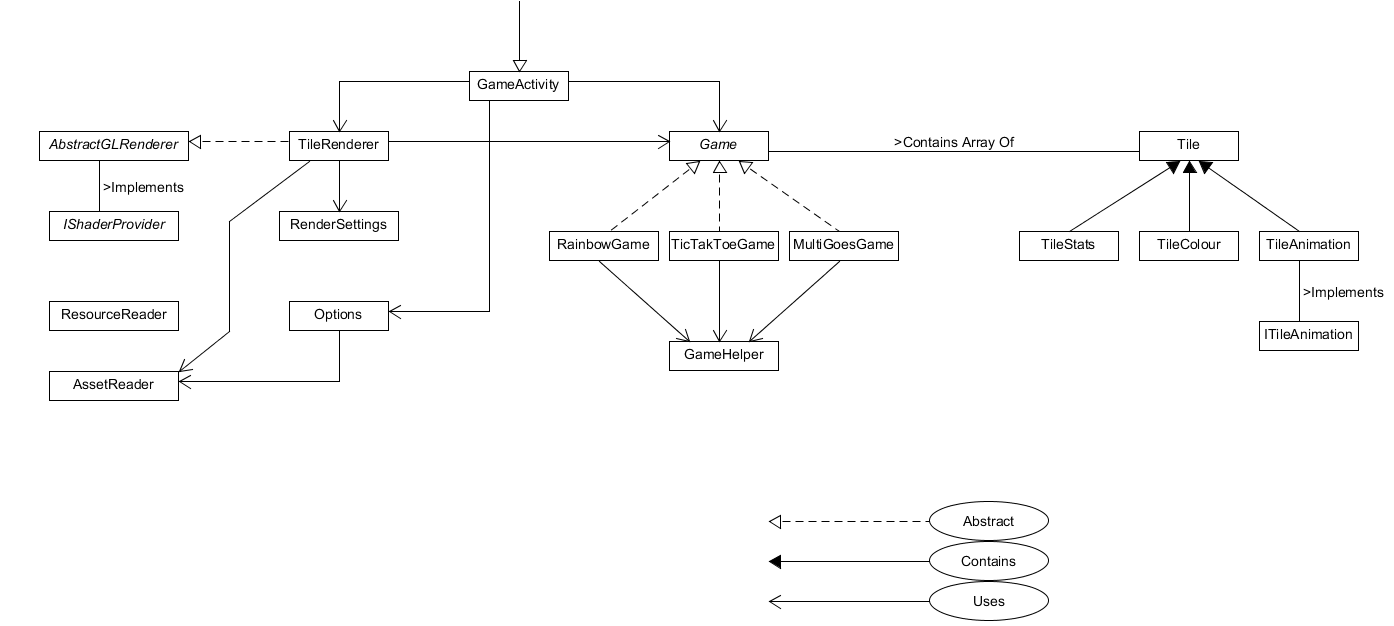 GameActivity
AbstractGLRenderer
TileRenderer
Game
>Contains Array Of
Tile
>Implements
IShaderProvider
RenderSettings
RainbowGame
TicTakToeGame
MultiGoesGame
TileStats
TileColour
TileAnimation
>Implements
ResourceReader
Options
ITileAnimation
GameHelper
AssetReader
Abstract
Contains
Uses